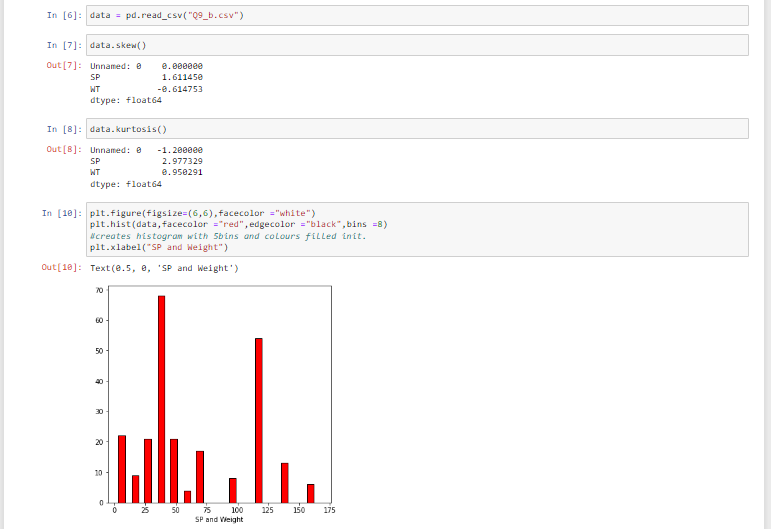 In [6]: data = pd.read_csv("Q9_b.csv")
In [7]: data.skew()
Out[7]: Unnamed: 0    0.000000
SP    1.611450
WT    -0.614753
dtype: float64
In [8]: data.kurtosis()
Out[8]: Unnamed: 0    -1.200000
SP    2.977329
WT    0.950291
dtype: float64
In [10]: plt.figure(figsize=(6,6),facecolor ="white")
plt.hist(data,facecolor ="red",edgecolor ="black",bins =8)
#creates histogram with 5bins and colours filled init.
plt.xlabel("SP and Weight")
Out[10]: Text(0.5, 0, 'SP and Weight')
70
60
50
40
30
20
10
0
0 25 50 75 100 125 150 175
SP and Weight